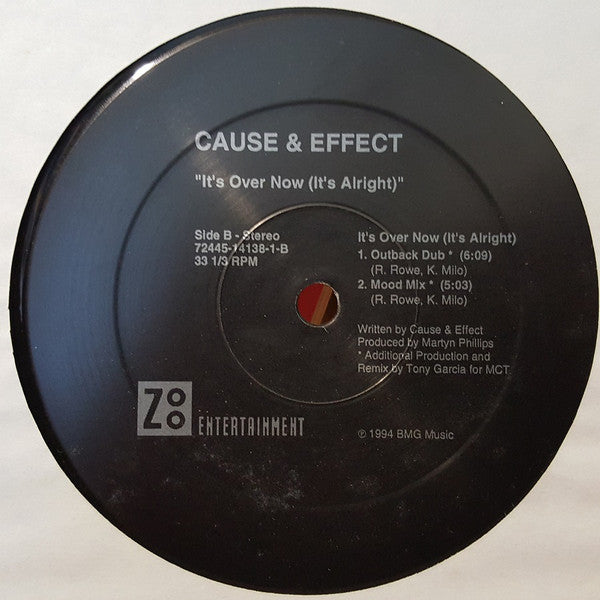 CAUSE & EFFECT
"It's Over Now (It's Alright)"
Side B - Stereo
72445-14138-1-B
33 1/3 RPM
It's Over Now (It's Alright)
1. Outback Dub * (6:09)
(R. Rowe, K. Milo)
2. Mood Mix * (5:03)
(R. Rowe, K. Milo)
Written by Cause & Effect
Produced by Martyn Phillips
* Additional Production and
Remix by Tony Garcia for MCT
ZOO ENTERTAINMENT
℗ 1994 BMG Music